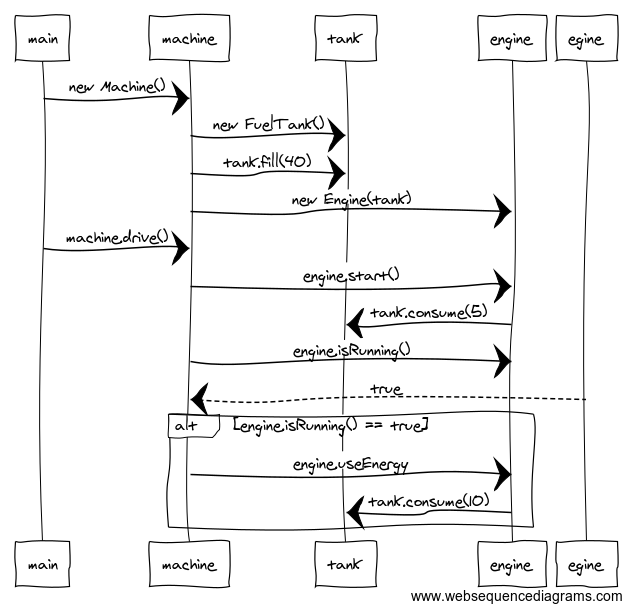 main machine tank engine egine
new Machine()
new FuelTank()
tank.fill(40)
new Engine(tank)
machine.drive()
engine.start()
tank.consume(5)
engine.isRunning()
true
alt [engine.isRunning() == true]
engine.useEnergy
tank.consume(10)
main machine tank engine egine
www.websequencediagrams.com